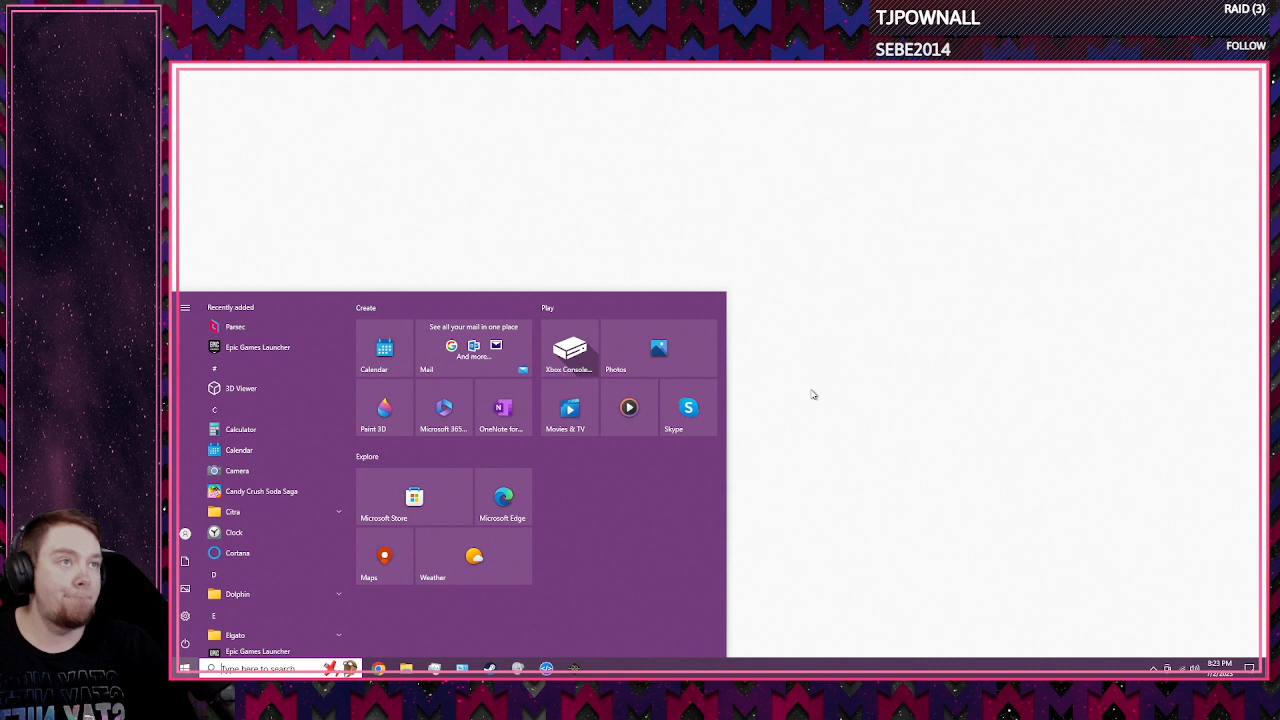 TJPOWNALL
RAID (3)
SEBE2014
FOLLOW
Recently added
Parsec
Epic Games Launcher
#
3D Viewer
C
Calculator
Calendar
Camera
Candy Crush Soda Saga
Citra
Clock
Cortana
D
Dolphin
E
Elgato
Epic Games Launcher
Create
Calendar
See all your mail in one place
And more...
Mail
Paint 3D
Microsoft 365...
OneNote for...
Explore
Microsoft Store
Microsoft Edge
Maps
Weather
Play
Xbox Console...
Photos
Movies & TV
Skype
Type here to search
8:23 PM